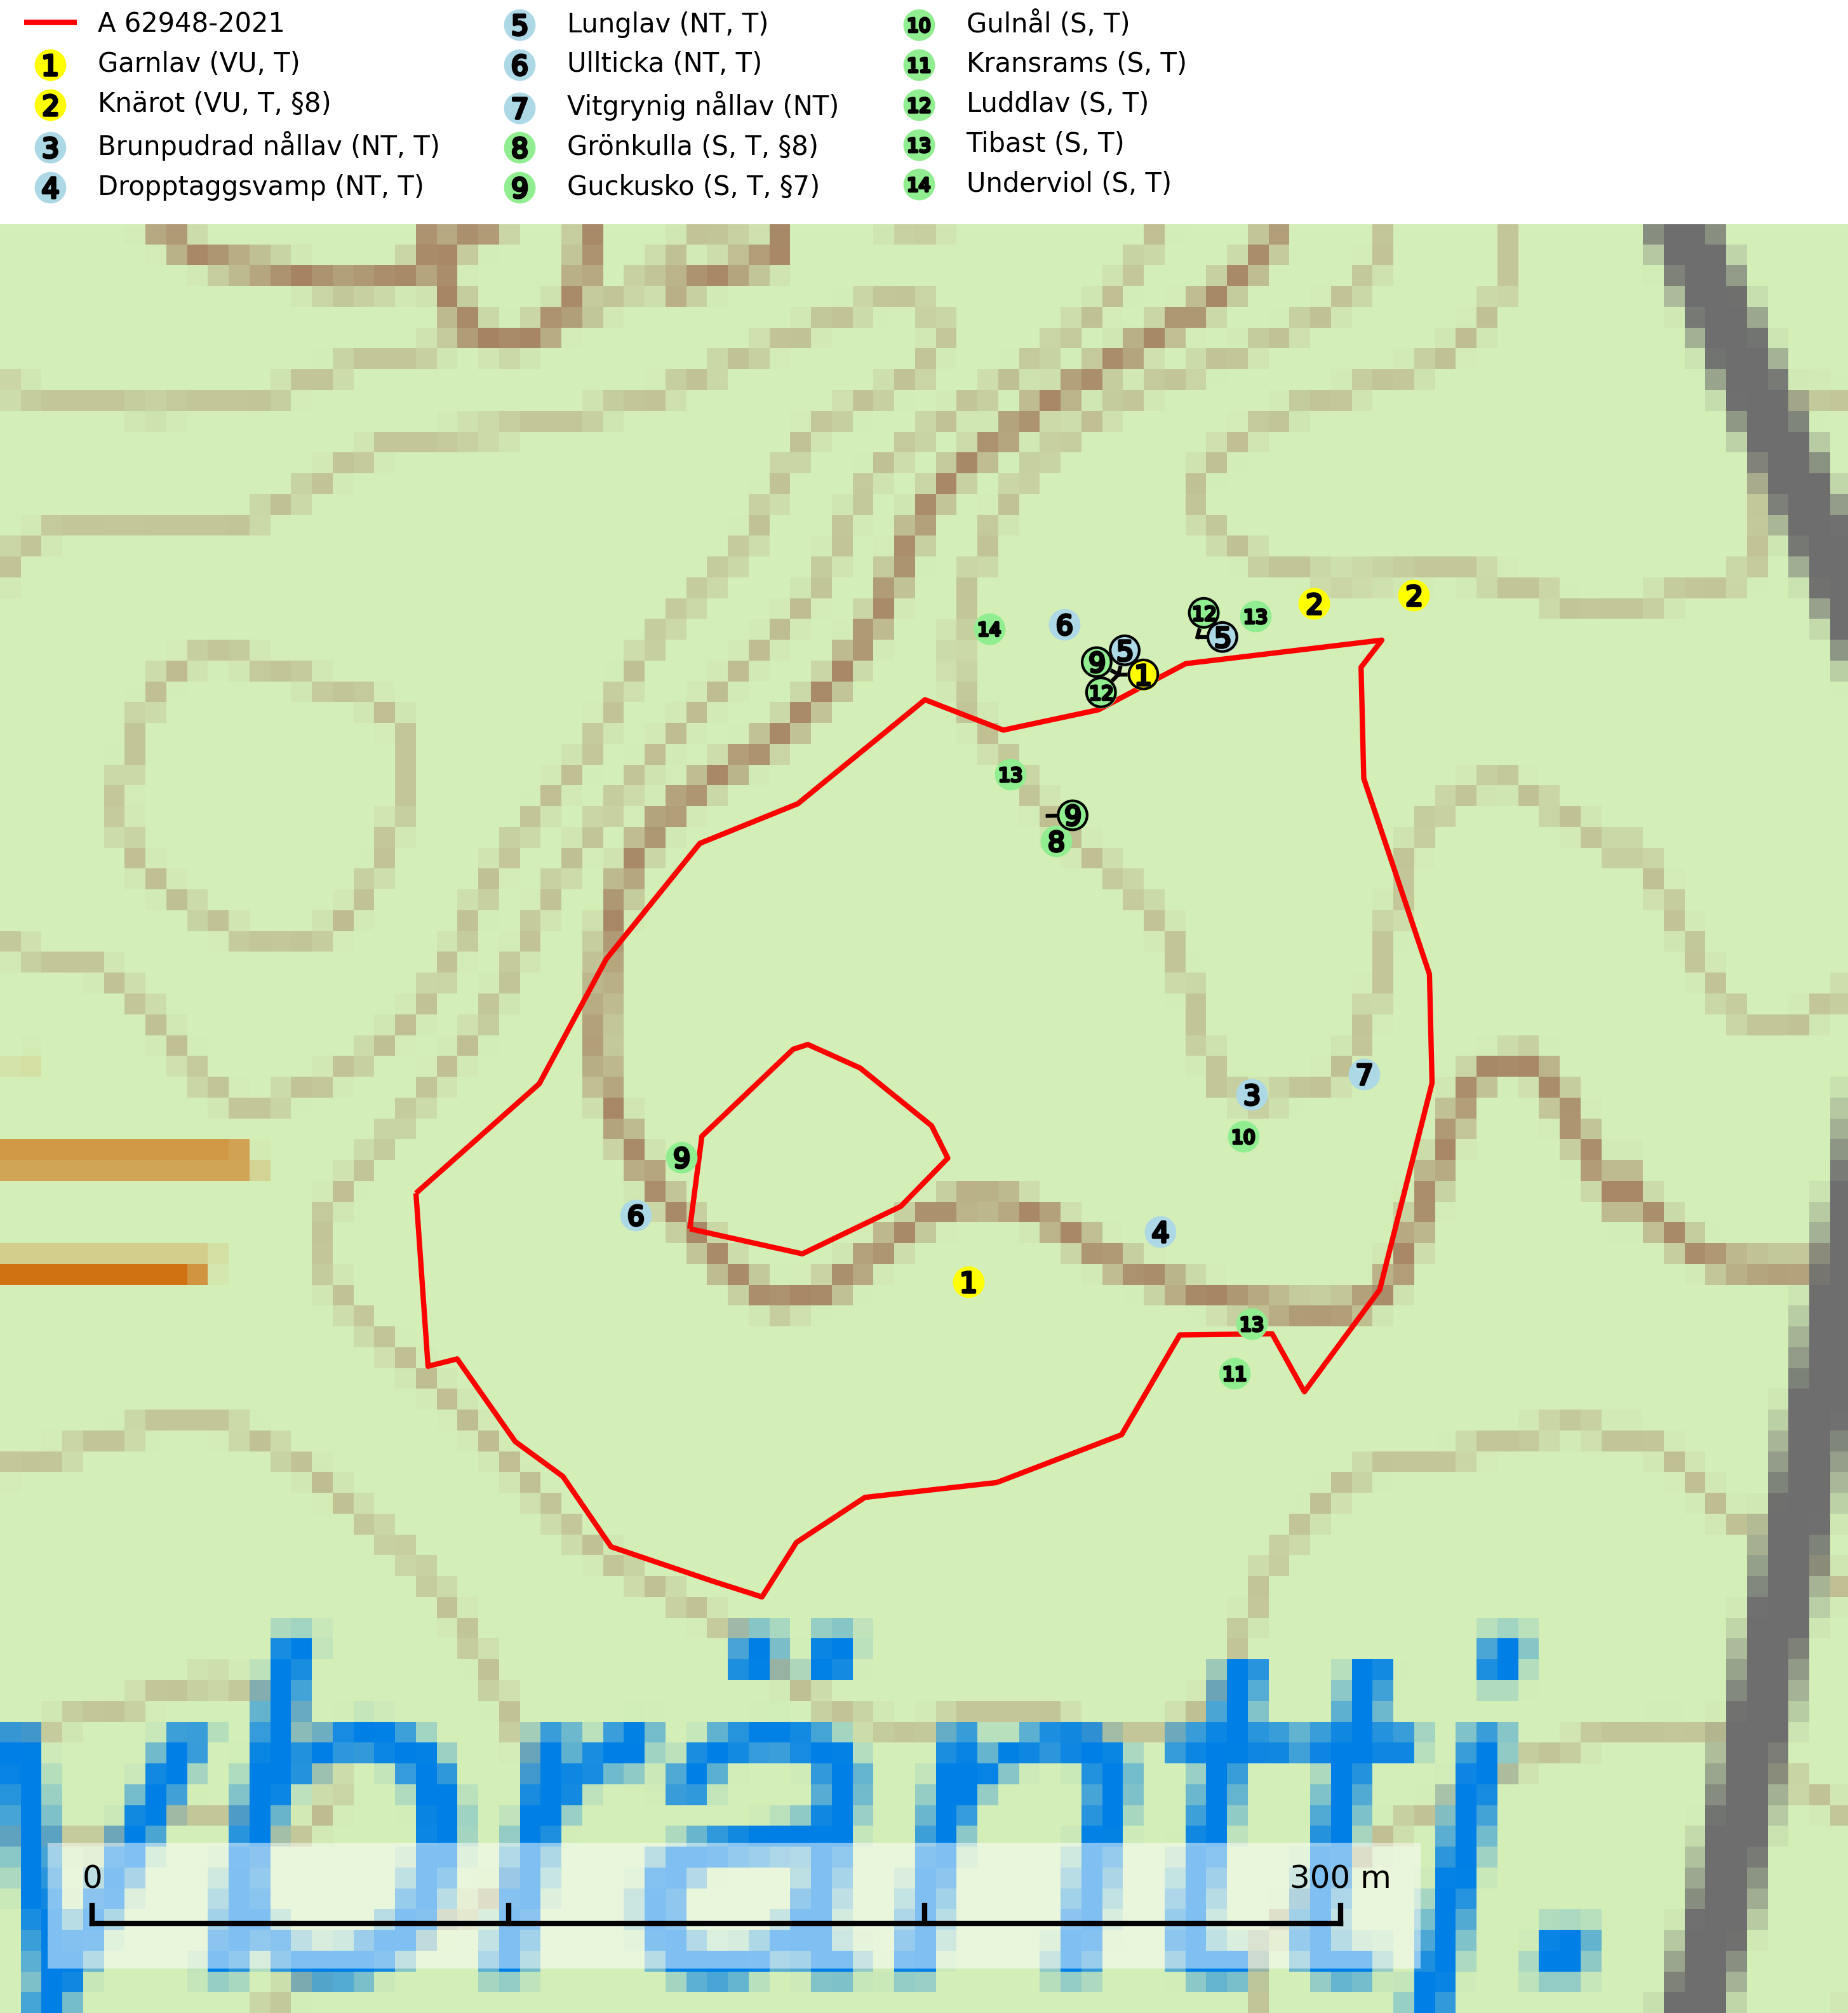 A 62948-2021
1 Garnlav (VU, T)
2 Knärot (VU, T, §8)
3 Brunpudrad nållav (NT, T)
4 Dropptaggsvamp (NT, T)
5 Lunglav (NT, T)
6 Ullticka (NT, T)
7 Vitgrynig nållav (NT)
8 Grönkulla (S, T, §8)
9 Guckusko (S, T, §7)
10 Gulnål (S, T)
11 Kransrams (S, T)
12 Luddlav (S, T)
13 Tibast (S, T)
14 Underviol (S, T)
2
2
12
13
14
6
5
5
9
1
12
13
9
8
7
3
10
9
6
4
1
13
11
0
300 m